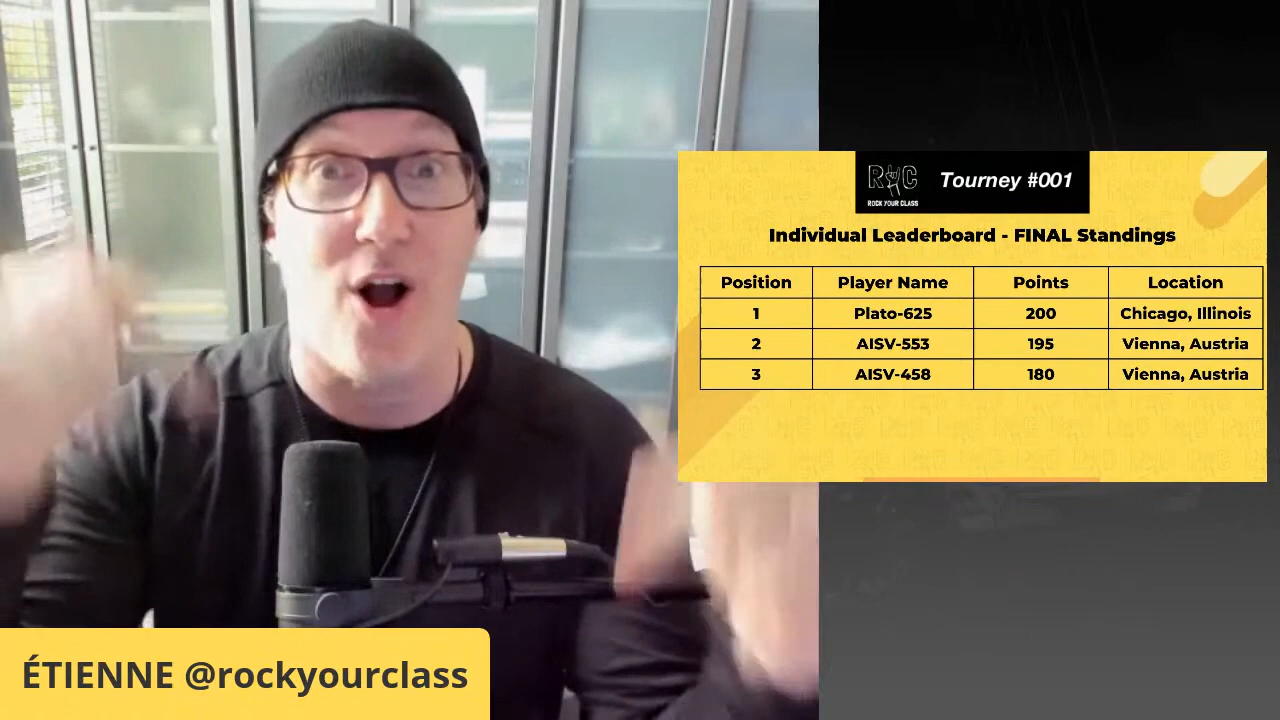 R C
ROCK YOUR CLASS
Tourney #001
Individual Leaderboard - FINAL Standings
Position Player Name Points Location
1 Plato-625 200 Chicago, Illinois
2 AISV-553 195 Vienna, Austria
3 AISV-458 180 Vienna, Austria
ÉTIENNE @rockyourclass